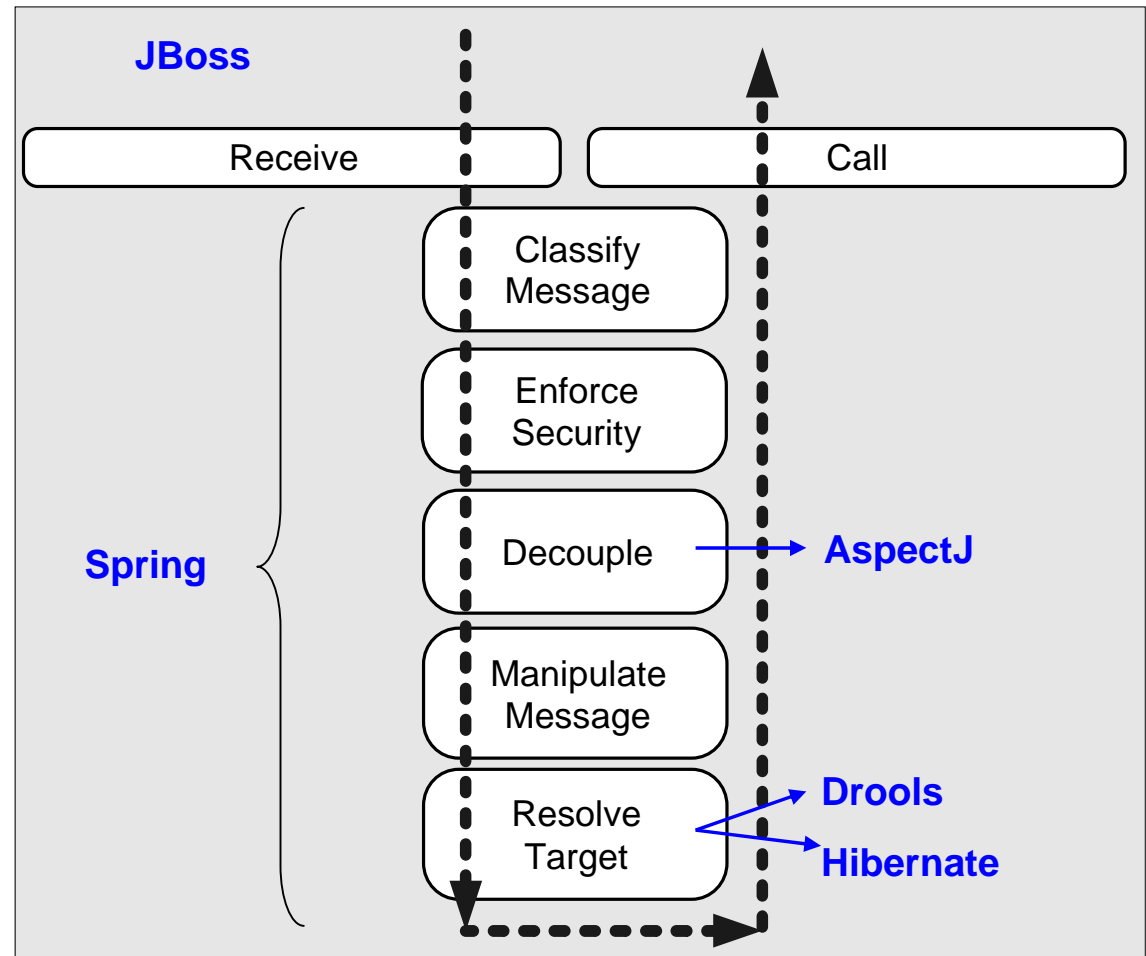 JBoss
Receive
Call
Classify
Message
Enforce
Security
Decouple
AspectJ
Spring
Manipulate
Message
Resolve
Target
Drools
Hibernate